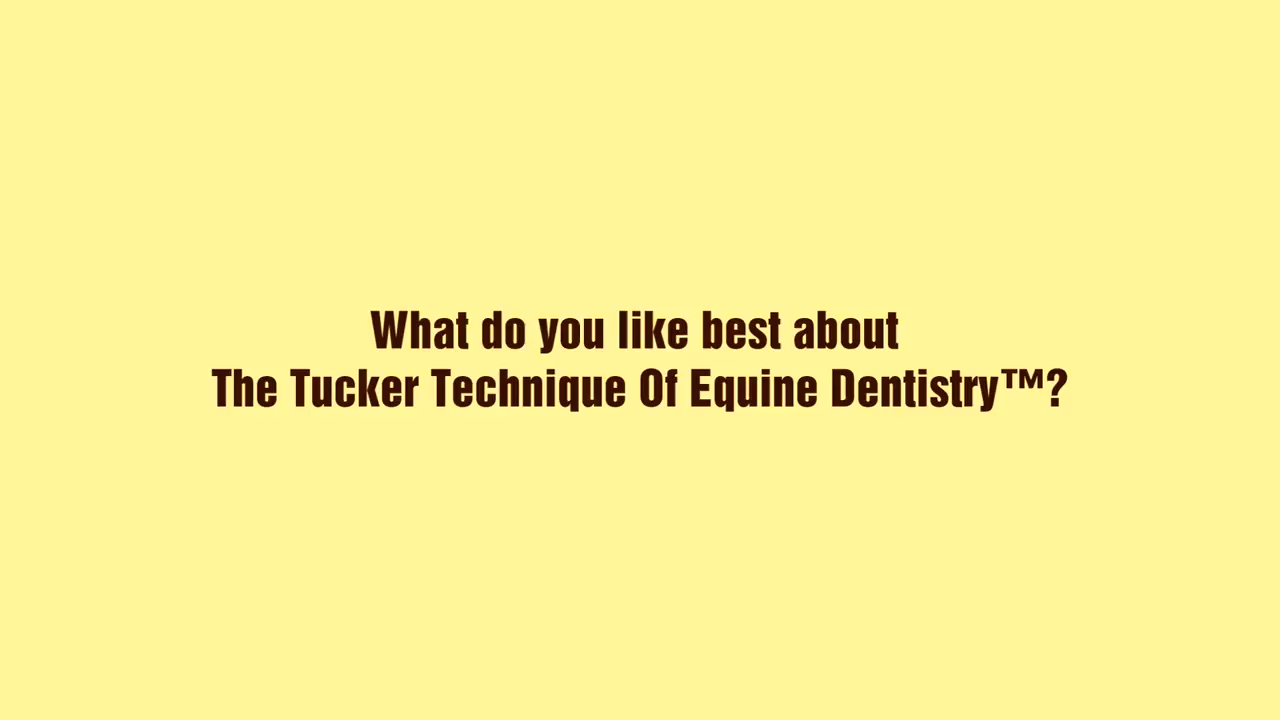 What do you like best about
The Tucker Technique Of Equine Dentistry™?